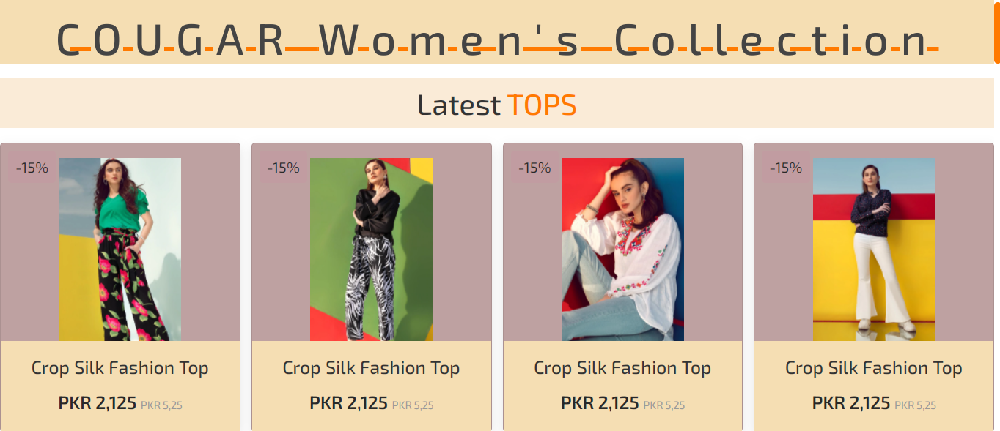 COUGAR Women's Collection
Latest TOPS
-15%
-15%
-15%
-15%
Crop Silk Fashion Top
Crop Silk Fashion Top
Crop Silk Fashion Top
Crop Silk Fashion Top
PKR 2,125 PKR 5,25
PKR 2,125 PKR 5,25
PKR 2,125 PKR 5,25
PKR 2,125 PKR 5,25